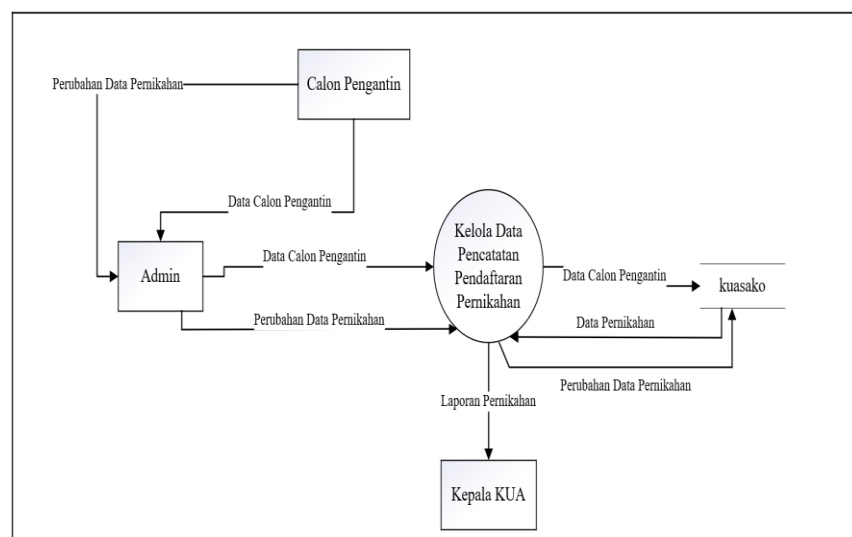 Calon Pengantin
Perubahan Data Pernikahan
Data Calon Pengantin
Admin
Data Calon Pengantin
Perubahan Data Pernikahan
Kelola Data
Pencatatan
Pendaftaran
Pernikahan
Data Calon Pengantin
kuasako
Data Pernikahan
Perubahan Data Pernikahan
Laporan Pernikahan
Kepala KUA